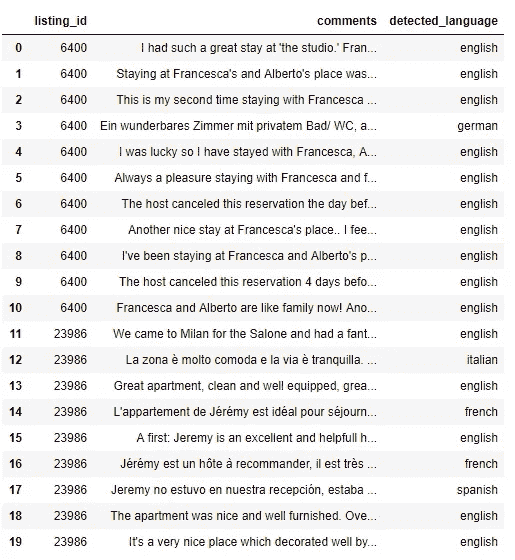 listing_id comments detected_language
0 6400 I had such a great stay at 'the studio.' Fran... english
1 6400 Staying at Francesca's and Alberto's place was... english
2 6400 This is my second time staying with Francesca ... english
3 6400 Ein wunderbares Zimmer mit privatem Bad/ WC, a... german
4 6400 I was lucky so I have stayed with Francesca, A... english
5 6400 Always a pleasure staying with Francesca and f... english
6 6400 The host canceled this reservation the day bef... english
7 6400 Another nice stay at Francesca's place.. I fee... english
8 6400 I've been staying at Francesca and Alberto's p... english
9 6400 The host canceled this reservation 4 days befo... english
10 6400 Francesca and Alberto are like family now! Ano... english
11 23986 We came to Milan for the Salone and had a fant... english
12 23986 La zona è molto comoda e la via è tranquilla. ... italian
13 23986 Great apartment, clean and well equipped, grea... english
14 23986 L'appartement de Jérémy est idéal pour séjourn... french
15 23986 A first: Jeremy is an excellent and helpfull h... english
16 23986 Jérémy est un hôte à recommander, il est très ... french
17 23986 Jeremy no estuvo en nuestra recepción, estaba ... spanish
18 23986 The apartment was nice and well furnished. Ove... english
19 23986 It's a very nice place which decorated well by... english